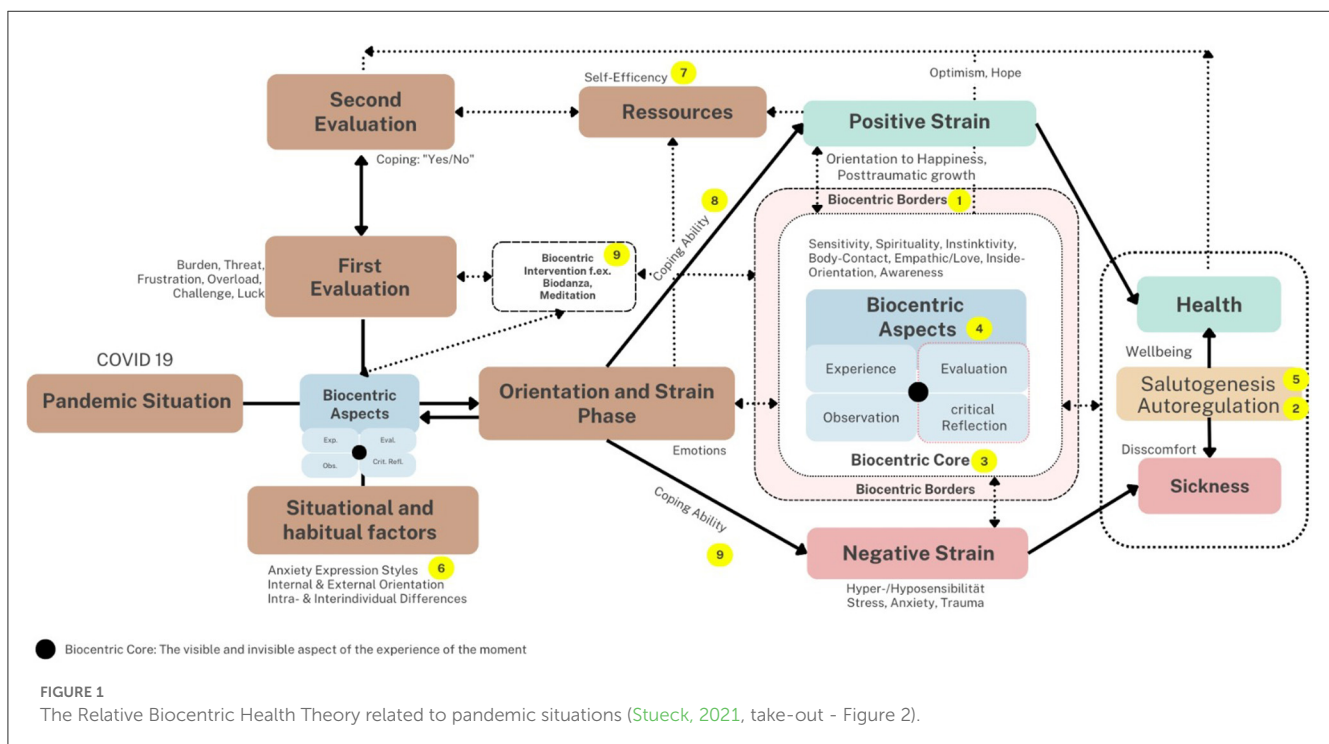 Optimism, Hope
Self-Efficency 7
Second
Evaluation
Ressources
Positive Strain
Coping: "Yes/No"
Orientation to Happiness,
Posttraumatic growth
8
Coping Ability
Biocentric Borders 1
Burden, Threat,
Frustration, Overload,
Challenge, Luck
First
Evaluation
9
Biocentric
Intervention f.ex.
Biodanza,
Meditation
Sensitivity, Spirituality, Instinktivity,
Body-Contact, Empathic/Love, Inside-
Orientation, Awareness
Biocentric
Aspects 4
Experience
Evaluation
Observation
critical
Reflection
Biocentric Core 3
Biocentric Borders
Health
Wellbeing
Salutogenesis 5
Autoregulation 2
Disscomfort
Sickness
COVID 19
Pandemic Situation
Biocentric
Aspects
Exp.
Eval.
Obs.
Crit. Refl.
Orientation and Strain
Phase
Emotions
Situational and
habitual factors
Anxiety Expression Styles 6
Internal & External Orientation
Intra- & Interindividual Differences
Coping Ability
9
Negative Strain
Hyper-/Hyposensibilität
Stress, Anxiety, Trauma
Biocentric Core: The visible and invisible aspect of the experience of the moment
FIGURE 1
The Relative Biocentric Health Theory related to pandemic situations (Stueck, 2021, take-out - Figure 2).